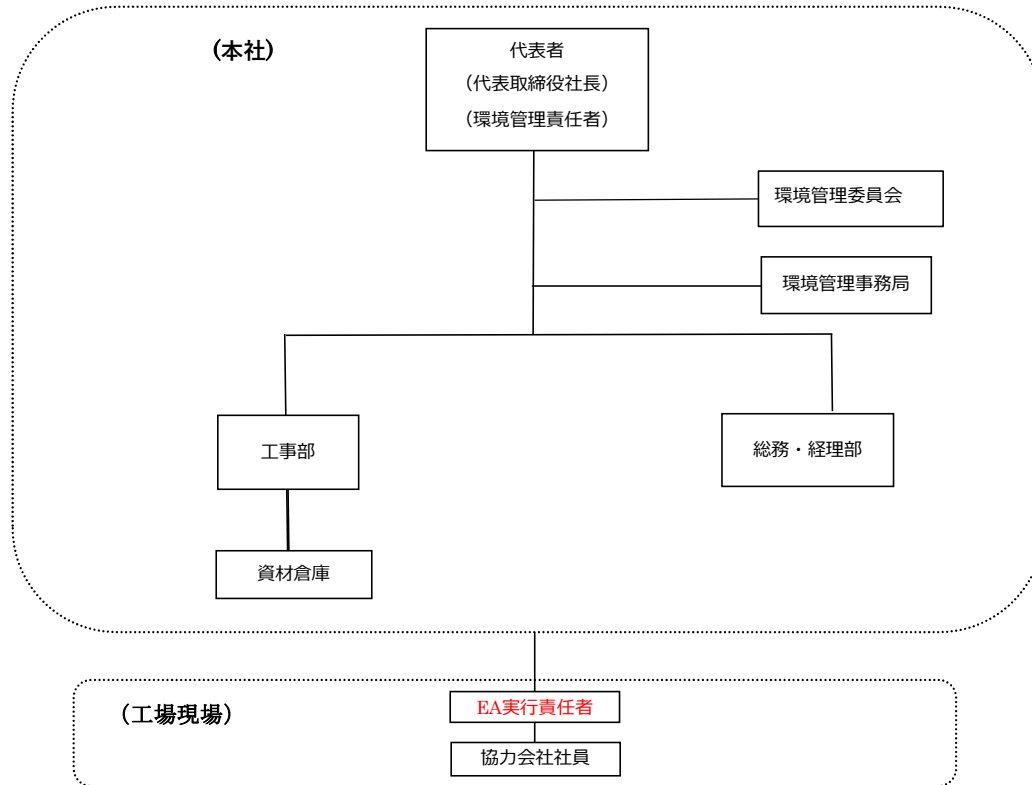 (本社)
代表者
（代表取締役社長）
（環境管理責任者）
環境管理委員会
環境管理事務局
工事部
総務・経理部
資材倉庫
（工場現場）
EA実行責任者
協力会社社員